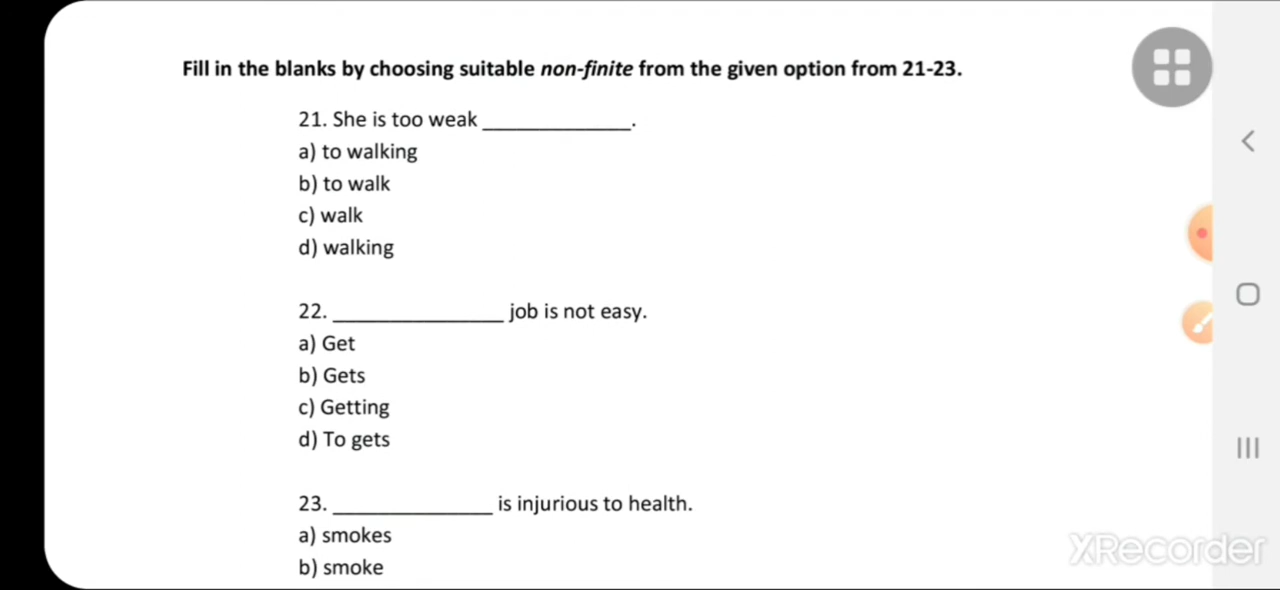 Fill in the blanks by choosing suitable non-finite from the given option from 21-23.
21. She is too weak _____________.
a) to walking
b) to walk
c) walk
d) walking
22. _______________ job is not easy.
a) Get
b) Gets
c) Getting
d) To gets
23. ______________ is injurious to health.
a) smokes
b) smoke
XRecorder